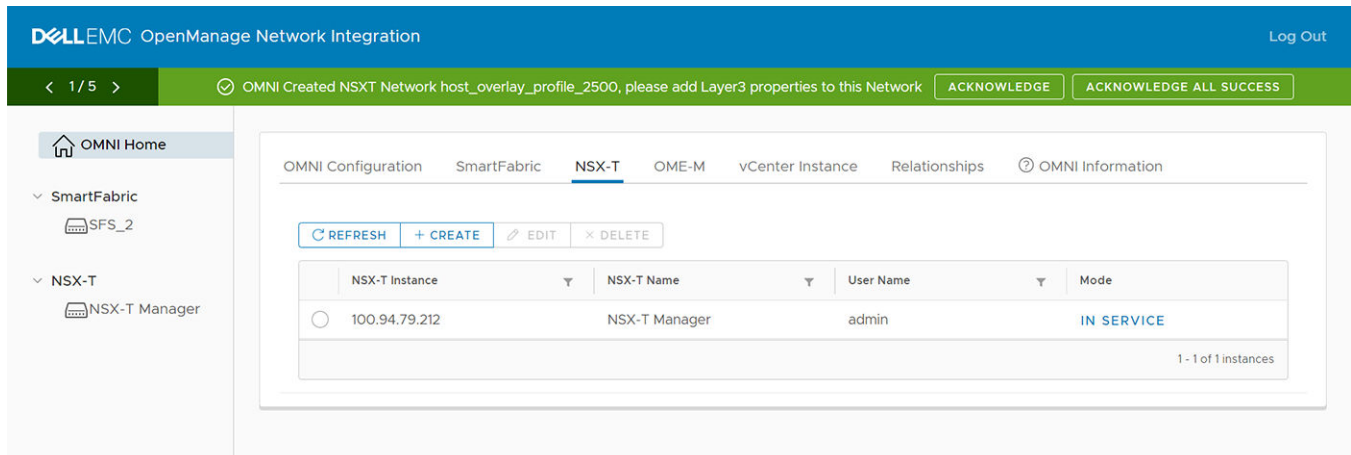 DELLEMC OpenManage Network Integration
Log Out
1/5
OMNI Created NSXT Network host_overlay_profile_2500, please add Layer3 properties to this Network
ACKNOWLEDGE
ACKNOWLEDGE ALL SUCCESS
OMNI Home
SmartFabric
SFS_2
NSX-T
NSX-T Manager
OMNI Configuration SmartFabric NSX-T OME-M vCenter Instance Relationships OMNI Information
REFRESH + CREATE EDIT × DELETE
NSX-T Instance NSX-T Name User Name Mode
100.94.79.212 NSX-T Manager admin IN SERVICE
1 - 1 of 1 instances